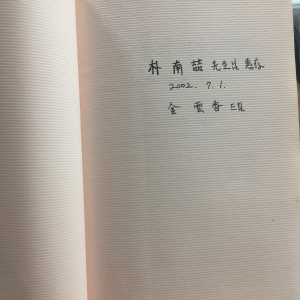 朴 南 喆 先生님 惠存
2002. 7. 1.
金 雲 香 드림